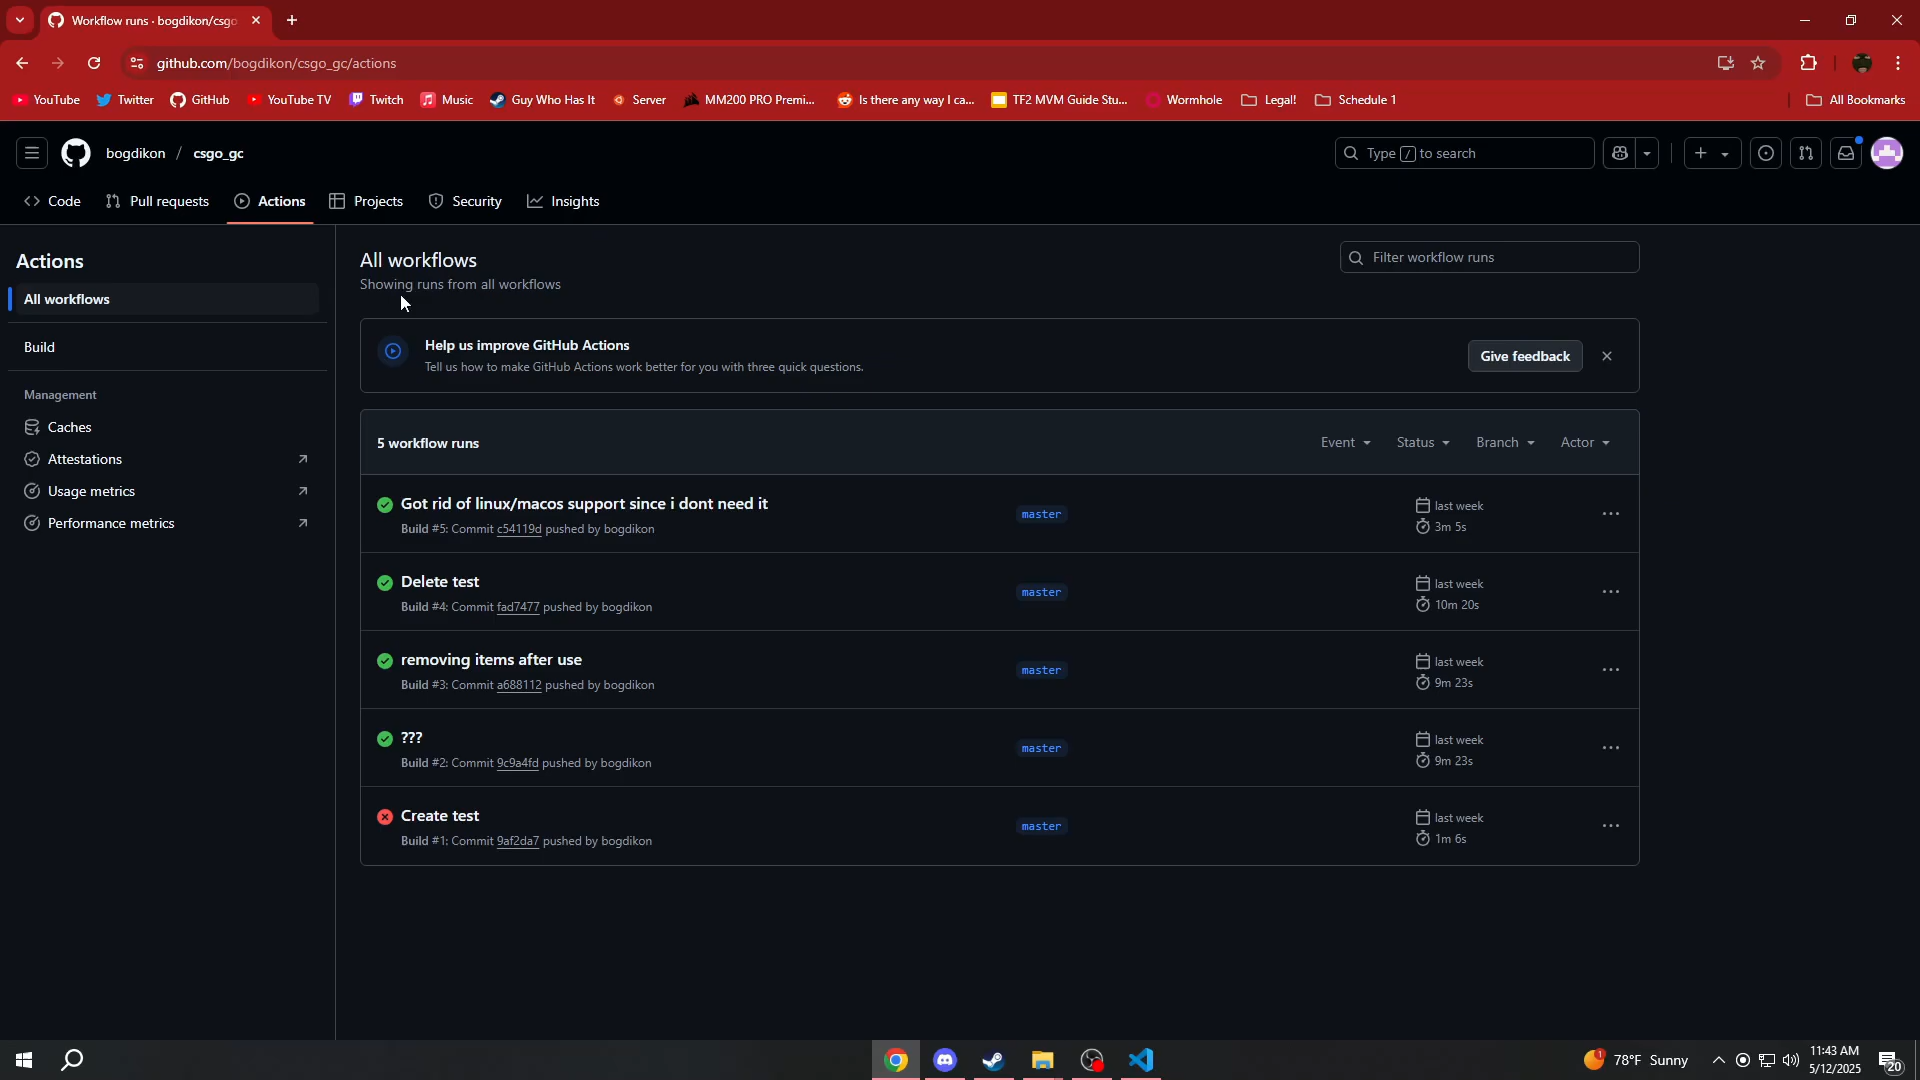 Workflow runs · bogdikon/csgo
github.com/bogdikon/csgo_gc/actions
YouTube Twitter GitHub YouTube TV Twitch Music Guy Who Has It Server MM200 PRO Premi... Is there any way I ca... TF2 MVM Guide Stu... Wormhole Legal! Schedule 1 All Bookmarks
bogdikon / csgo_gc
Type / to search
Code Pull requests Actions Projects Security Insights
Actions
All workflows
Build
Management
Caches
Attestations
Usage metrics
Performance metrics
All workflows
Showing runs from all workflows
Filter workflow runs
Help us improve GitHub Actions
Tell us how to make GitHub Actions work better for you with three quick questions.
Give feedback
5 workflow runs
Event Status Branch Actor
Got rid of linux/macos support since i dont need it
Build #5: Commit c54119d pushed by bogdikon
master
last week
3m 5s
Delete test
Build #4: Commit fad7477 pushed by bogdikon
master
last week
10m 20s
removing items after use
Build #3: Commit a688112 pushed by bogdikon
master
last week
9m 23s
???
Build #2: Commit 9c9a4fd pushed by bogdikon
master
last week
9m 23s
Create test
Build #1: Commit 9af2da7 pushed by bogdikon
master
last week
1m 6s
1
78°F Sunny
11:43 AM
5/12/2025
20